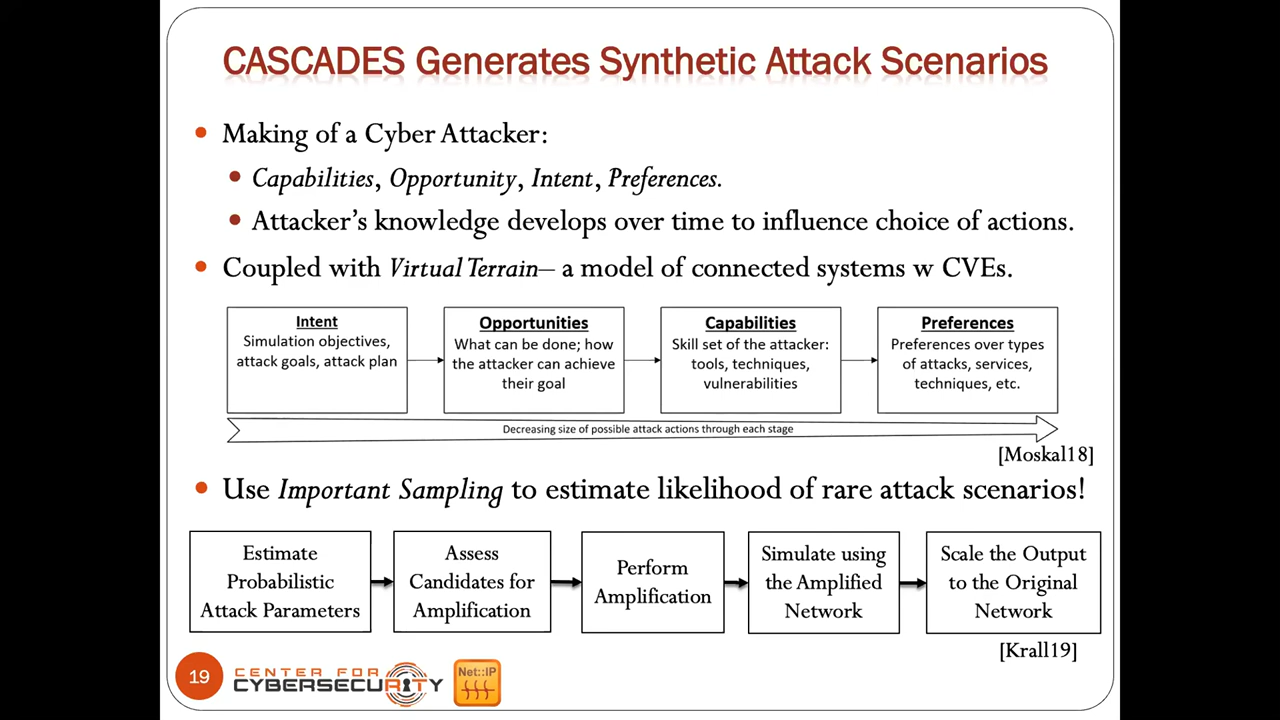 CASCADES Generates Synthetic Attack Scenarios
Making of a Cyber Attacker:
Capabilities, Opportunity, Intent, Preferences.
Attacker's knowledge develops over time to influence choice of actions.
Coupled with Virtual Terrain– a model of connected systems w CVEs.
Intent
Simulation objectives,
attack goals, attack plan
Opportunities
What can be done; how
the attacker can achieve
their goal
Capabilities
Skill set of the attacker:
tools, techniques,
vulnerabilities
Preferences
Preferences over types
of attacks, services,
techniques, etc.
Decreasing size of possible attack actions through each stage
[Moskal18]
Use Important Sampling to estimate likelihood of rare attack scenarios!
Estimate
Probabilistic
Attack Parameters
Assess
Candidates for
Amplification
Perform
Amplification
Simulate using
the Amplified
Network
Scale the Output
to the Original
Network
[Krall19]
19
CENTER FOR
CYBERSECURITY
Net::IP